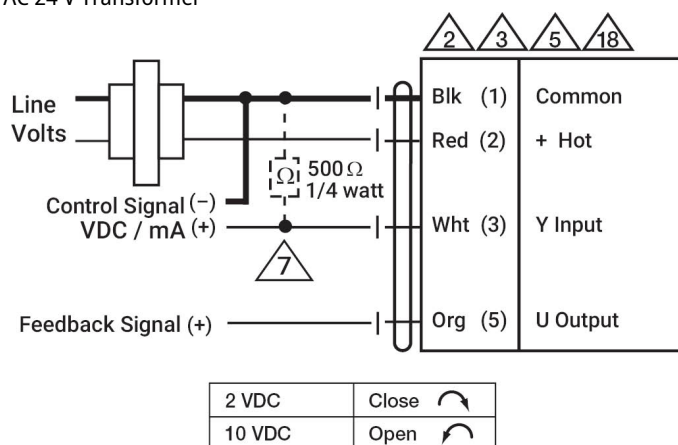 AC 24 V Transformer
2 3 5 18
Line
Volts
Blk (1) Common
Red (2) + Hot
Ω 500 Ω
1/4 watt
Control Signal (−)
VDC / mA (+)
Wht (3) Y Input
7
Feedback Signal (+)
Org (5) U Output
2 VDC Close
10 VDC Open